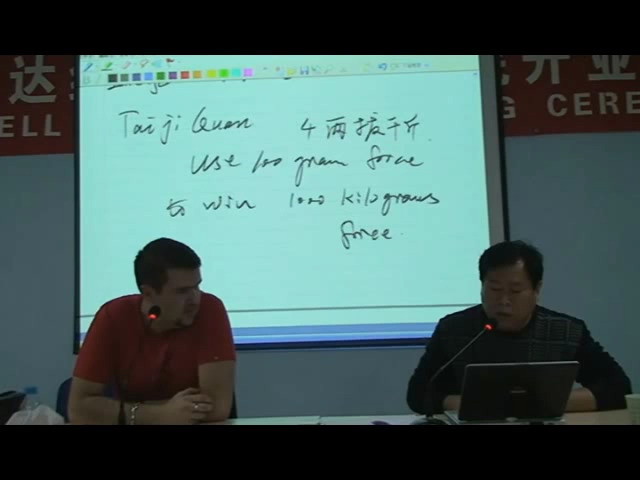 达 开业
ELL G CERE
Taiji Quan 4两拨千斤.
Use 100 gram force
to win 1000 kilograms
force.